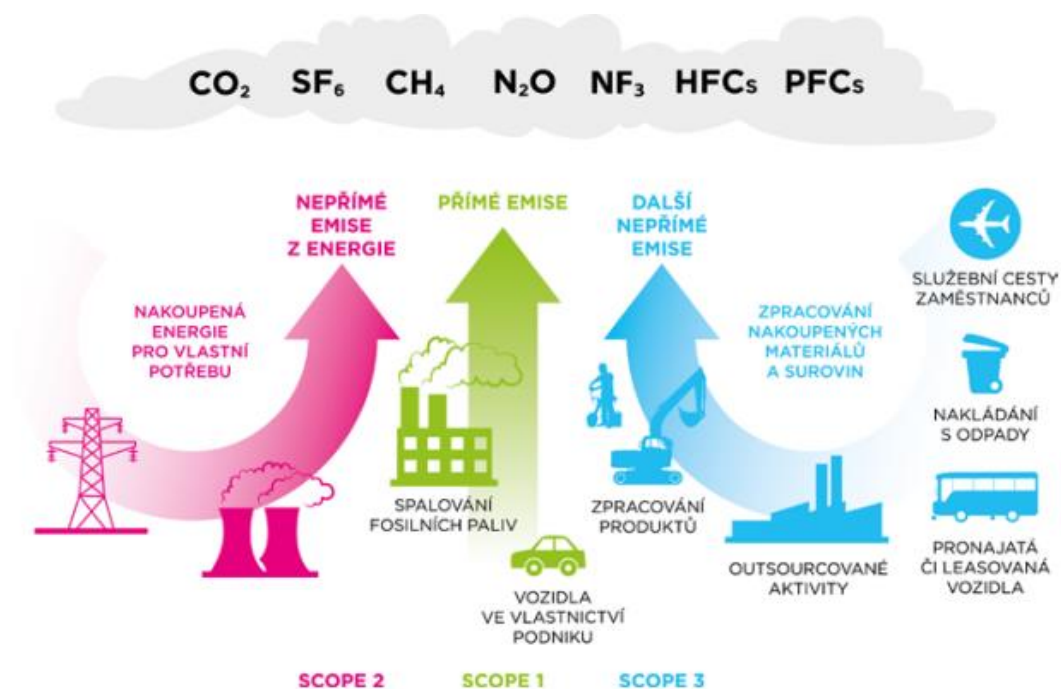 CO₂ SF₆ CH₄ N₂O NF₃ HFCs PFCs
NEPŘÍMÉ
EMISE
Z ENERGIE
PŘÍMÉ EMISE
DALŠÍ
NEPŘÍMÉ
EMISE
SLUŽEBNÍ CESTY
ZAMĚSTNANCŮ
NAKOUPENÁ
ENERGIE
PRO VLASTNÍ
POTŘEBU
ZPRACOVÁNÍ
NAKOUPENÝCH
MATERIÁLŮ
A SUROVIN
NAKLÁDÁNÍ
S ODPADY
SPALOVÁNÍ
FOSILNÍCH PALIV
ZPRACOVÁNÍ
PRODUKTŮ
OUTSOURCOVANÉ
AKTIVITY
PRONAJATÁ
ČI LEASOVANÁ
VOZIDLA
VOZIDLA
VE VLASTNICTVÍ
PODNIKU
SCOPE 2 SCOPE 1 SCOPE 3